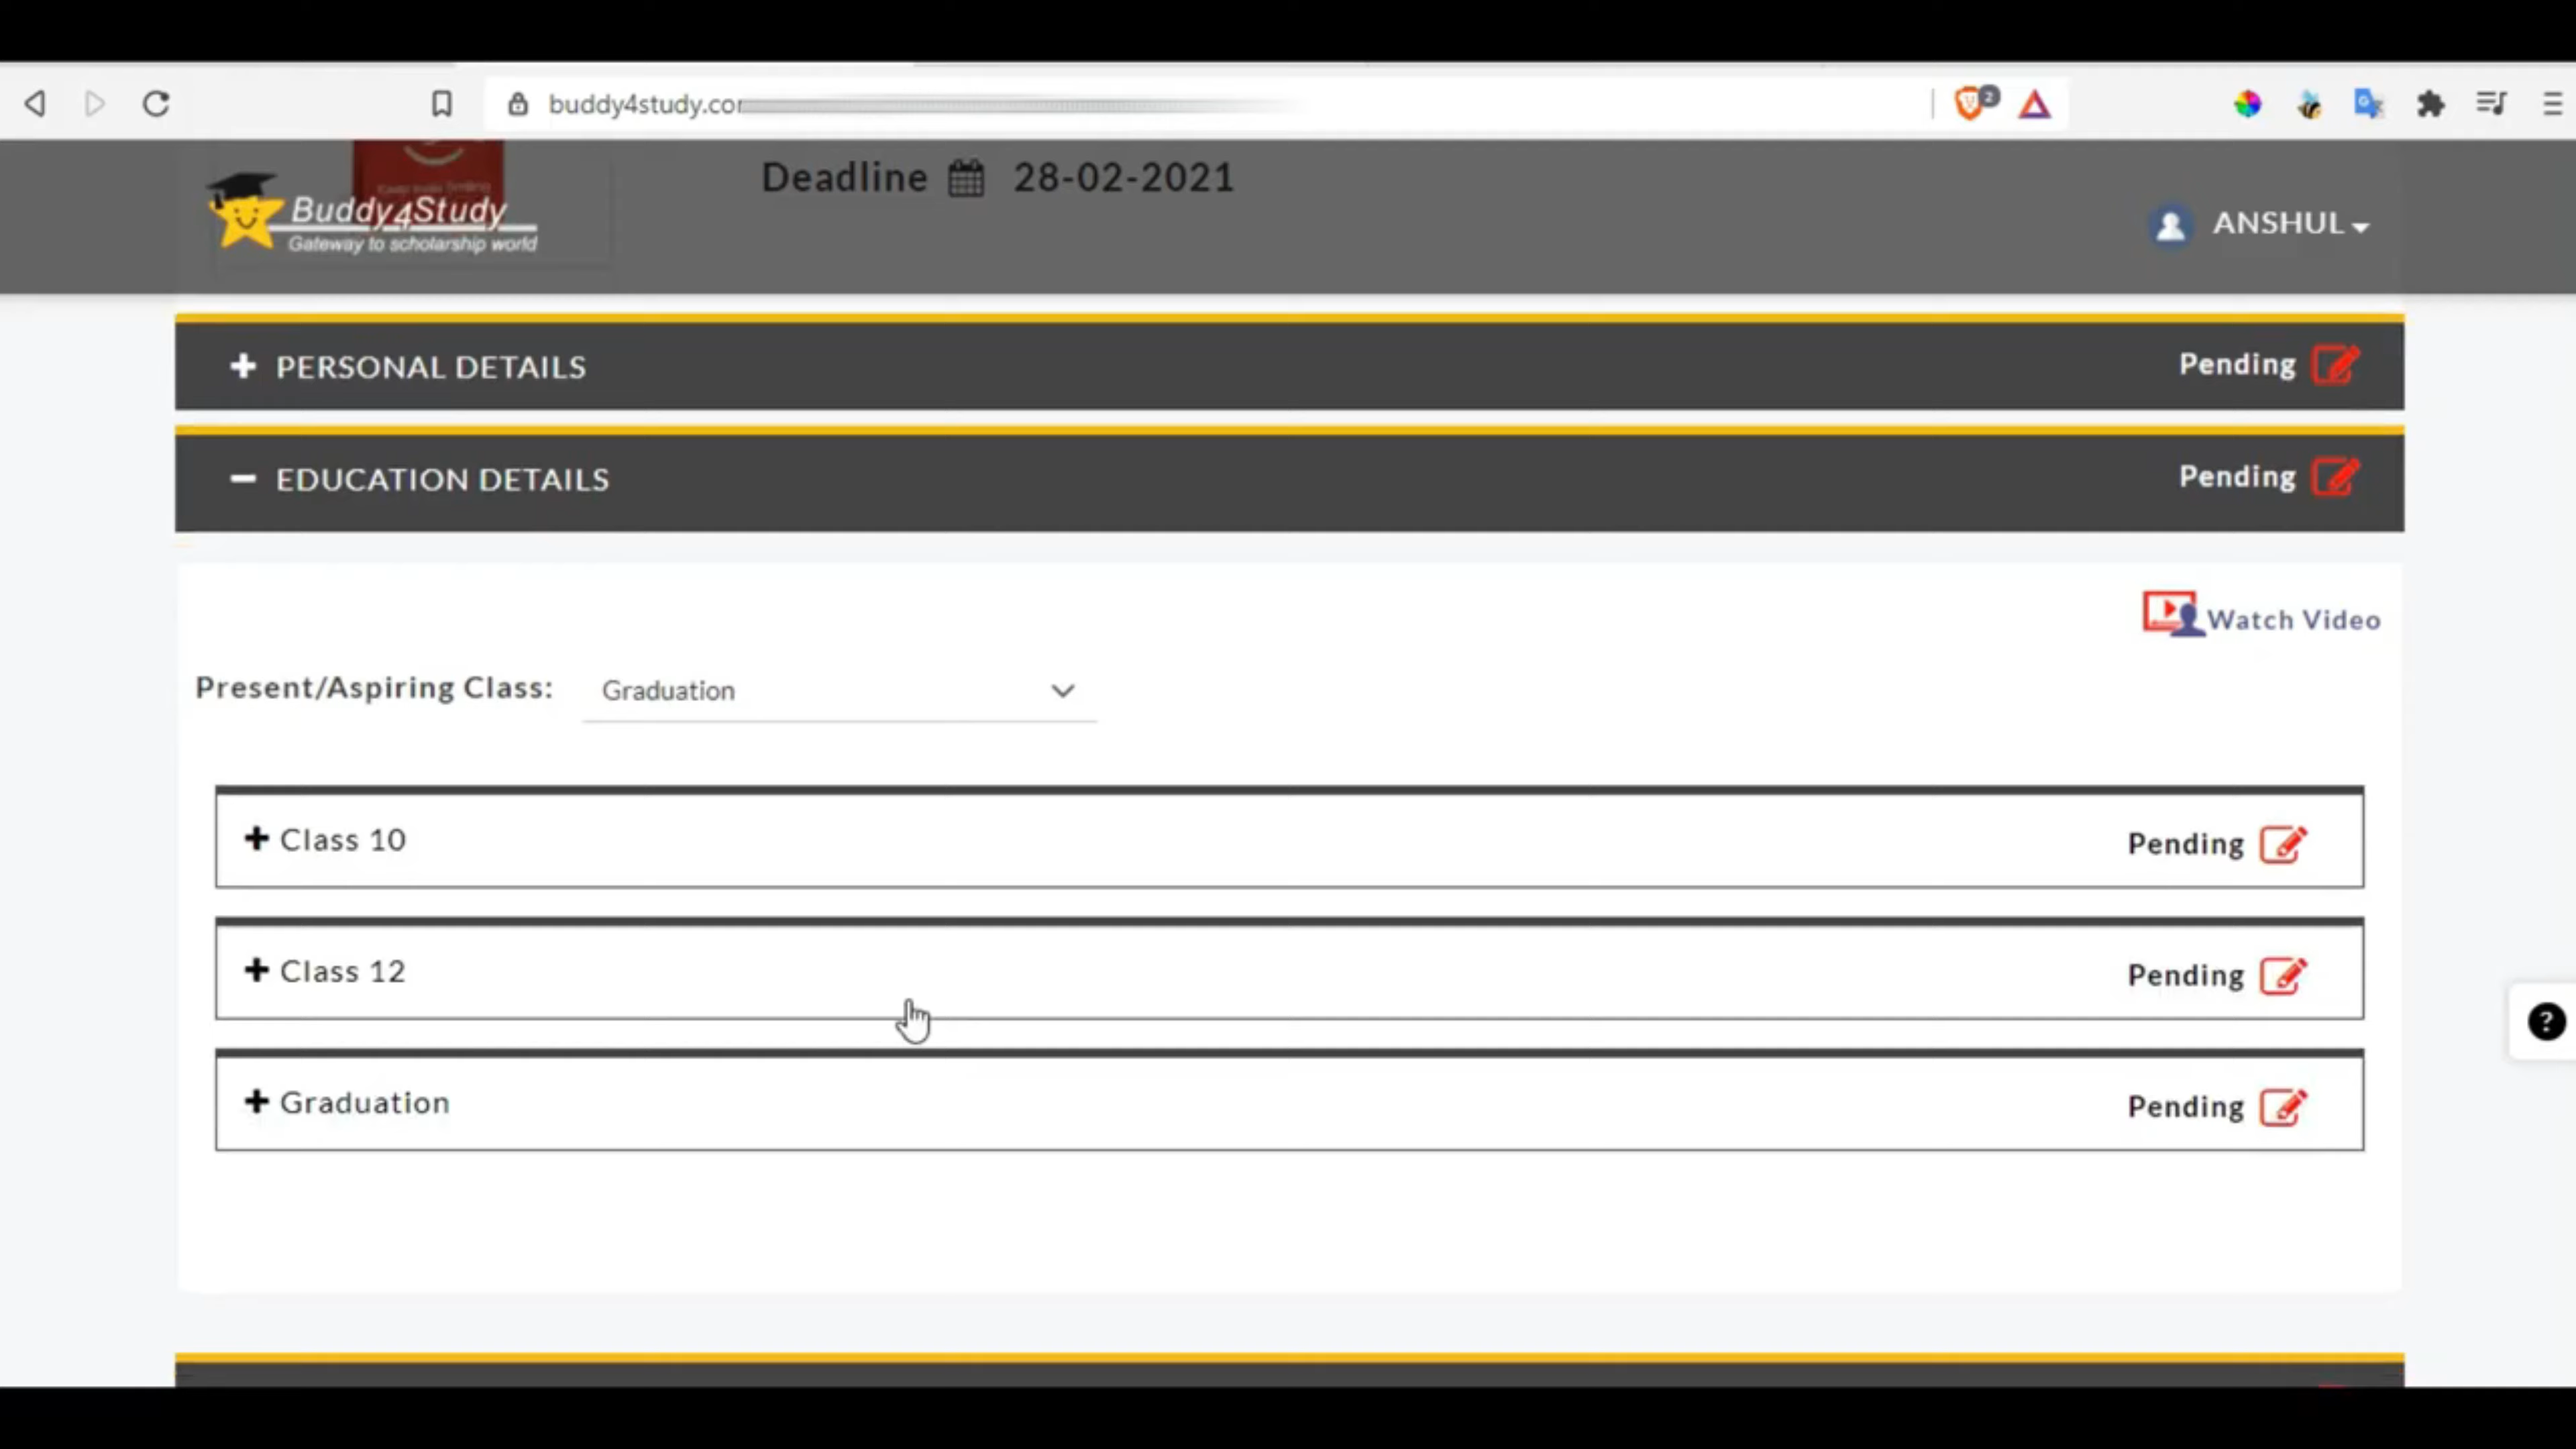 buddy4study.co
2
Deadline 28-02-2021
Buddy4Study
Gateway to scholarship world
ANSHUL
PERSONAL DETAILS Pending
EDUCATION DETAILS Pending
Watch Video
Present/Aspiring Class: Graduation
Class 10 Pending
Class 12 Pending
Graduation Pending
?